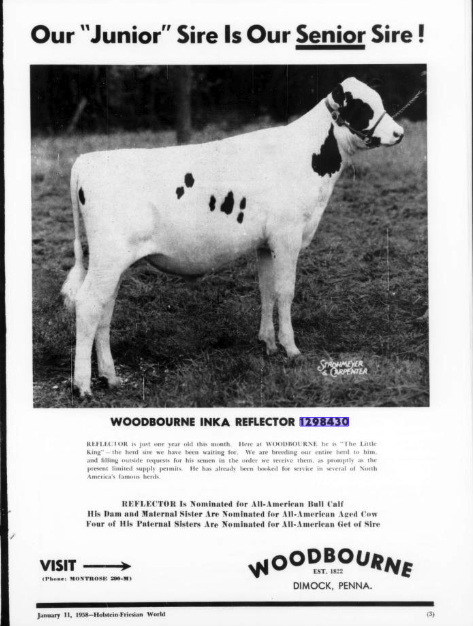 Our "Junior" Sire Is Our Senior Sire!
STROHMEYER
& CARPENTER
WOODBOURNE INKA REFLECTOR 1298430
REFLECTOR is just one year old this month. Here at WOODBOURNE he is "The Little
King"—the herd sire we have been waiting for. We are breeding our entire herd to him,
and filling outside requests for his semen in the order we receive them, as promptly as the
present limited supply permits. He has already been booked for service in several of North
America's famous herds.
REFLECTOR Is Nominated for All-American Bull Calf
His Dam and Maternal Sister Are Nominated for All-American Aged Cow
Four of His Paternal Sisters Are Nominated for All-American Get of Sire
VISIT
(Phone: MONTROSE 200-M)
WOODBOURNE
EST. 1822
DIMOCK, PENNA.
January 11, 1958—Holstein-Friesian World
(3)